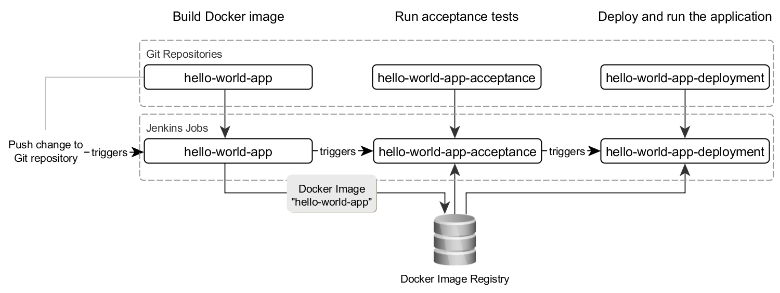 Build Docker image
Run acceptance tests
Deploy and run the application
Git Repositories
hello-world-app
hello-world-app-acceptance
hello-world-app-deployment
Jenkins Jobs
Push change to
Git repository
triggers
hello-world-app
triggers
hello-world-app-acceptance
triggers
hello-world-app-deployment
Docker Image
"hello-world-app"
Docker Image Registry